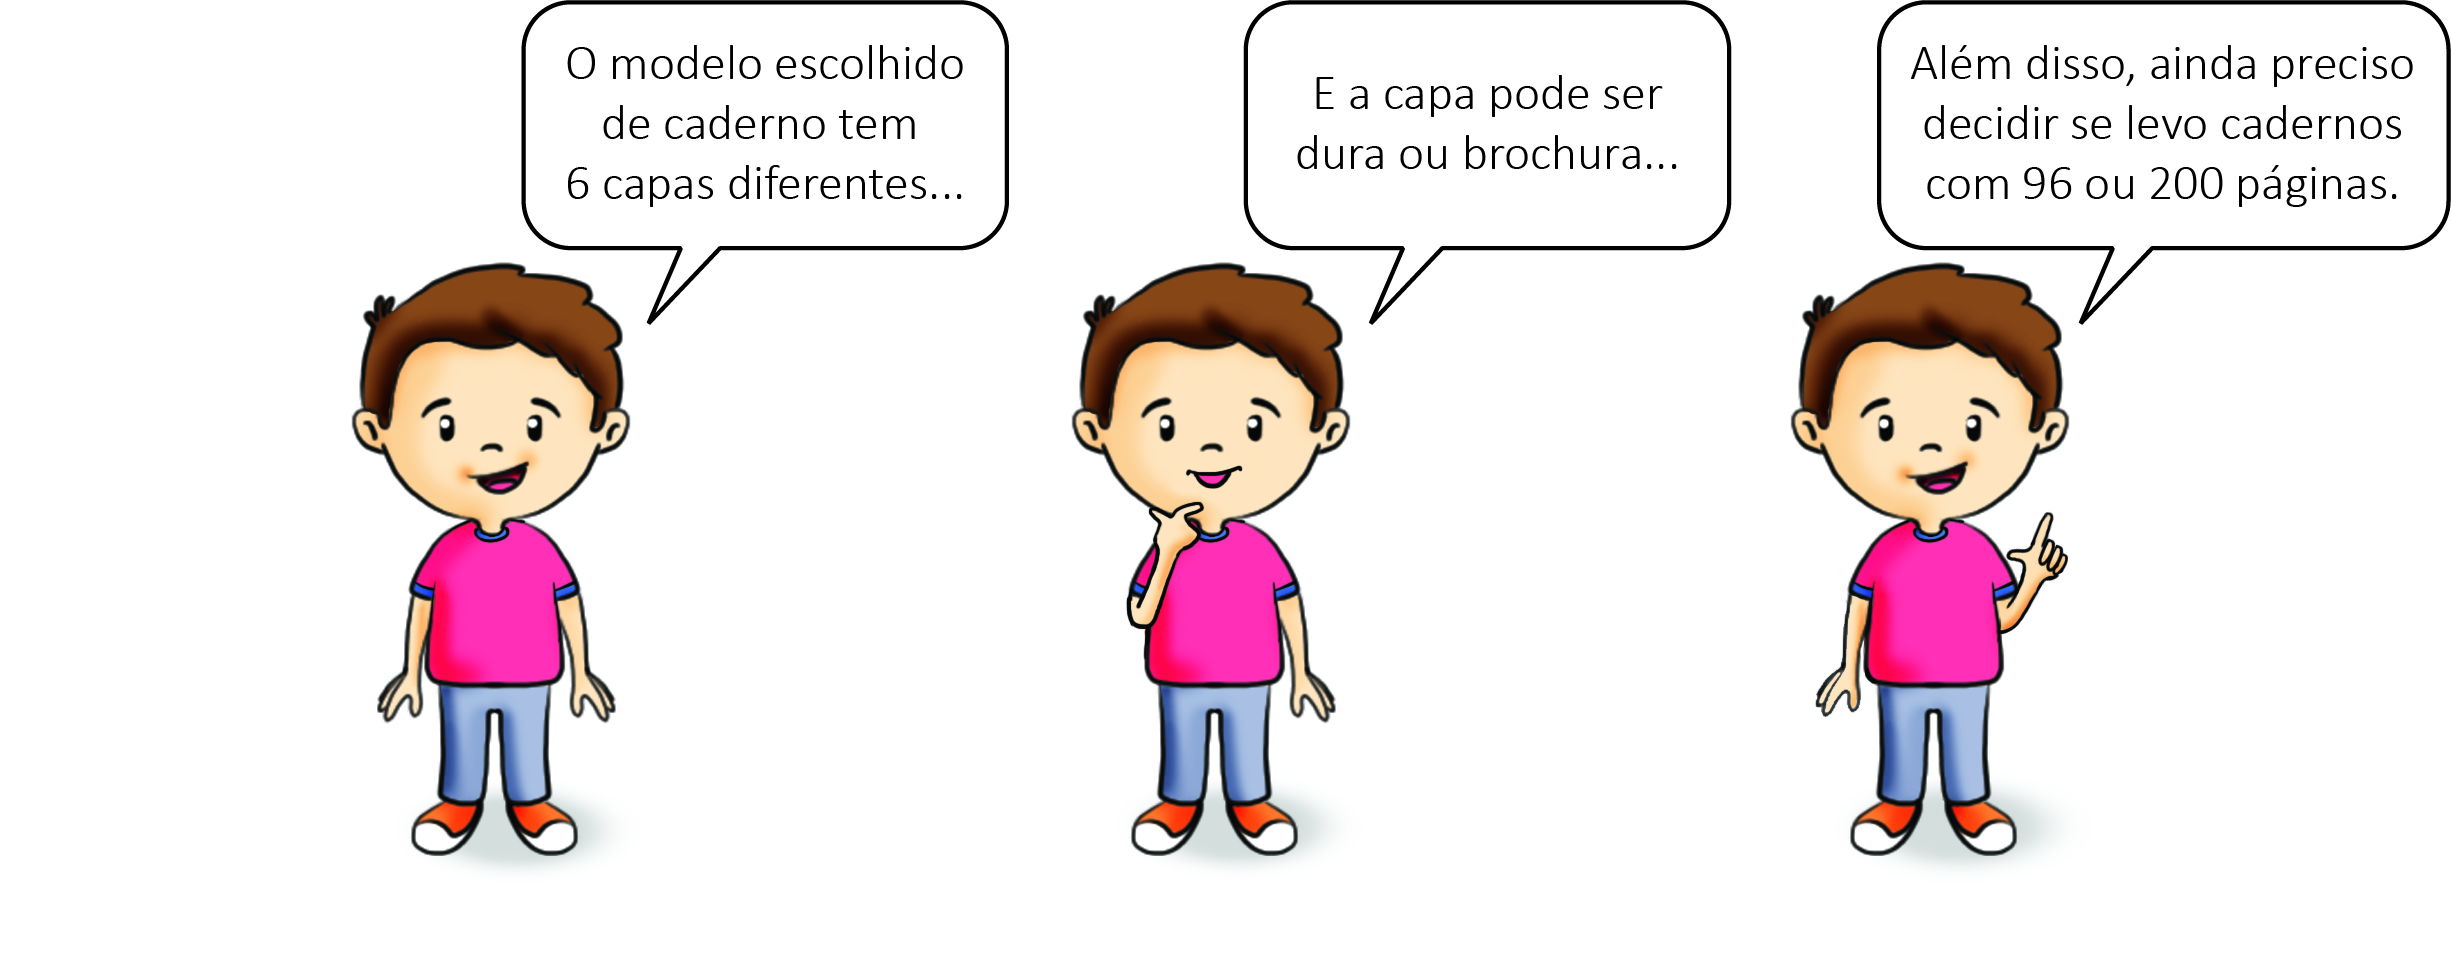 O modelo escolhido
de caderno tem
6 capas diferentes...
E a capa pode ser
dura ou brochura...
Além disso, ainda preciso
decidir se levo cadernos
com 96 ou 200 páginas.